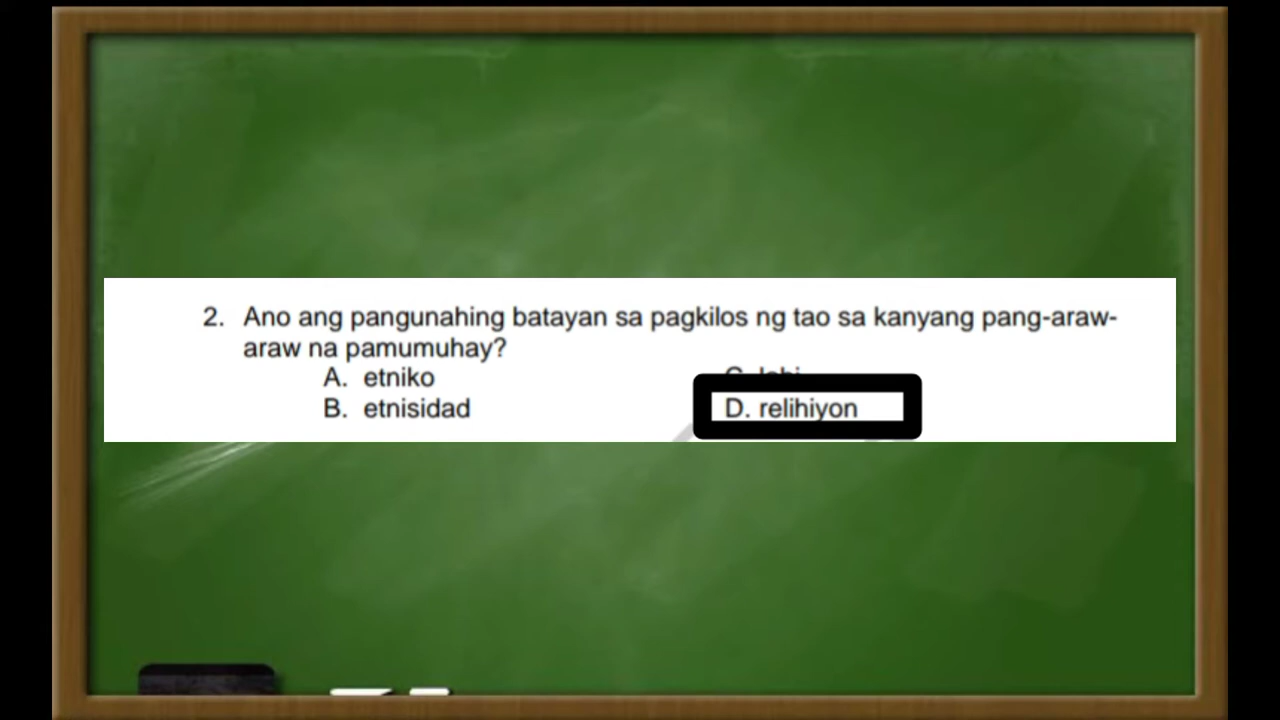 2. Ano ang pangunahing batayan sa pagkilos ng tao sa kanyang pang-araw-
araw na pamumuhay?
A. etniko
B. etnisidad
D. relihiyon